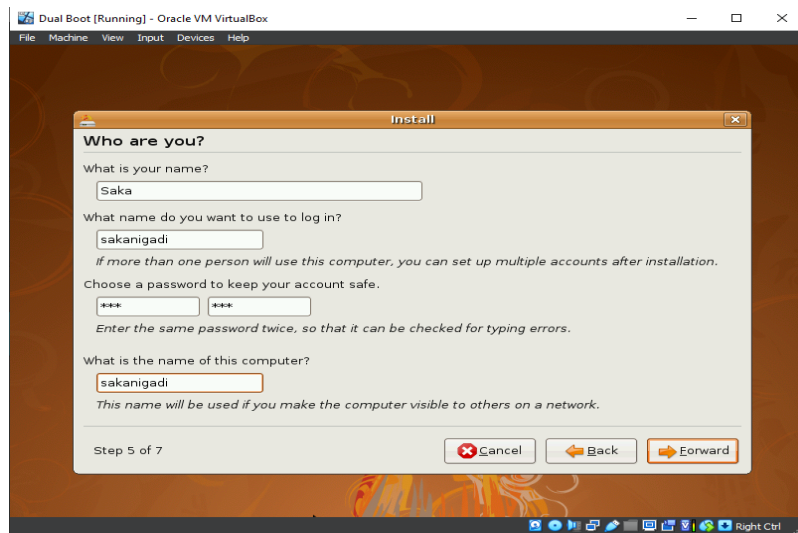 Dual Boot [Running] - Oracle VM VirtualBox
File Machine View Input Devices Help
Install
Who are you?
What is your name?
Saka
What name do you want to use to log in?
sakanigadi
If more than one person will use this computer, you can set up multiple accounts after installation.
Choose a password to keep your account safe.
*** ***
Enter the same password twice, so that it can be checked for typing errors.
What is the name of this computer?
sakanigadi
This name will be used if you make the computer visible to others on a network.
Step 5 of 7 Cancel Back Forward
Right Ctrl